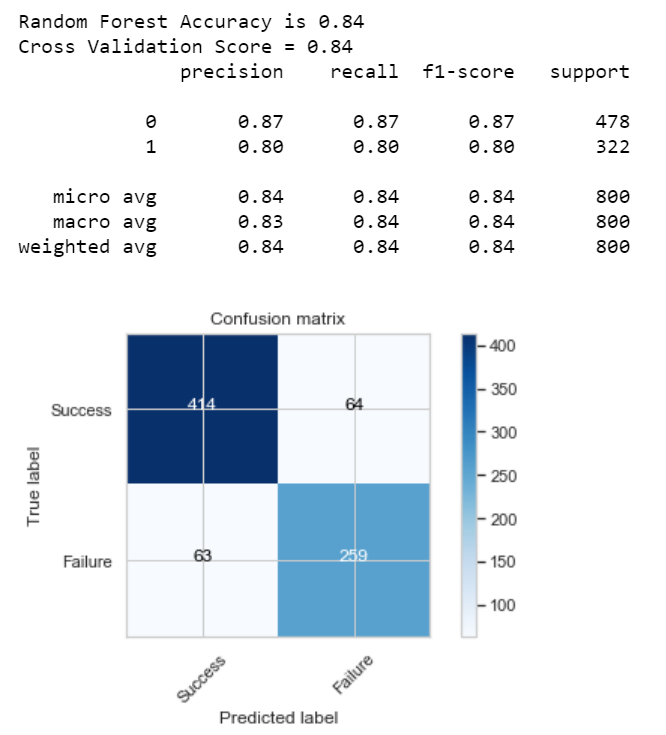 Random Forest Accuracy is 0.84
Cross Validation Score = 0.84
precision recall f1-score support
0 0.87 0.87 0.87 478
1 0.80 0.80 0.80 322
micro avg 0.84 0.84 0.84 800
macro avg 0.83 0.84 0.84 800
weighted avg 0.84 0.84 0.84 800
Confusion matrix
True label
Success
Failure
414 64
63 259
Success Failure
Predicted label
400
350
300
250
200
150
100